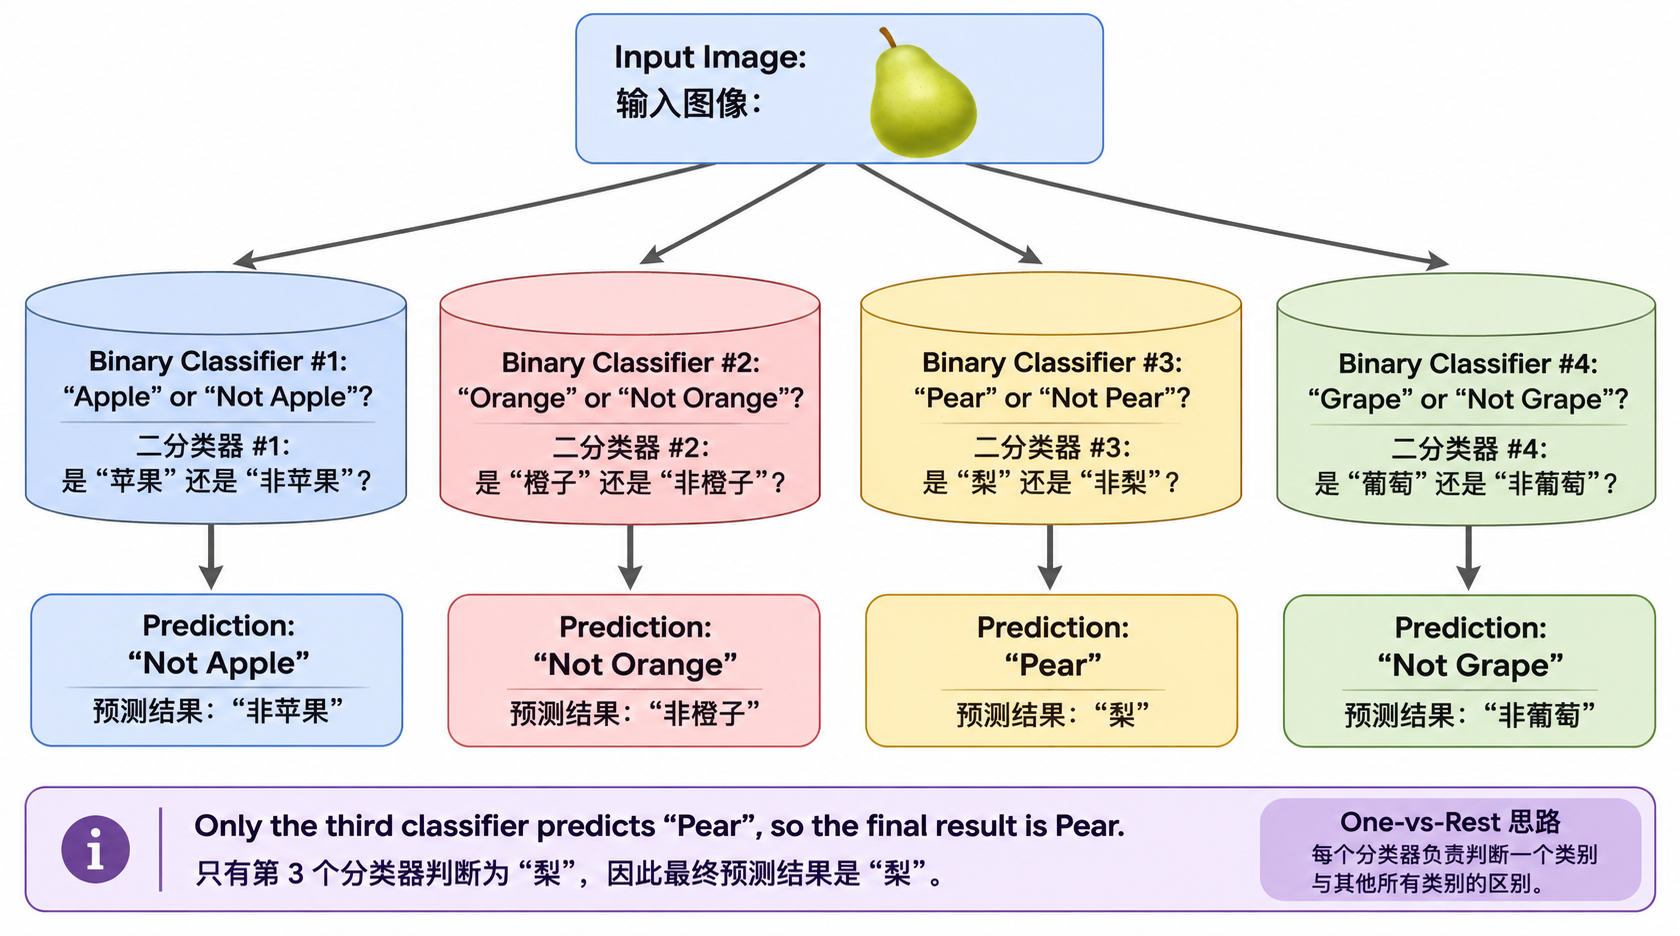 Input Image:
输入图像：
Binary Classifier #1:
“Apple” or “Not Apple”?
二分类器 #1：
是 “苹果” 还是 “非苹果”？
Binary Classifier #2:
“Orange” or “Not Orange”?
二分类器 #2：
是 “橙子” 还是 “非橙子”？
Binary Classifier #3:
“Pear” or “Not Pear”?
二分类器 #3：
是 “梨” 还是 “非梨”？
Binary Classifier #4:
“Grape” or “Not Grape”?
二分类器 #4：
是 “葡萄” 还是 “非葡萄”？
Prediction:
“Not Apple”
预测结果：“非苹果”
Prediction:
“Not Orange”
预测结果：“非橙子”
Prediction:
“Pear”
预测结果：“梨”
Prediction:
“Not Grape”
预测结果：“非葡萄”
i
Only the third classifier predicts “Pear”, so the final result is Pear.
只有第 3 个分类器判断为 “梨”，因此最终预测结果是 “梨”。
One-vs-Rest 思路
每个分类器负责判断一个类别
与其他所有类别的区别。